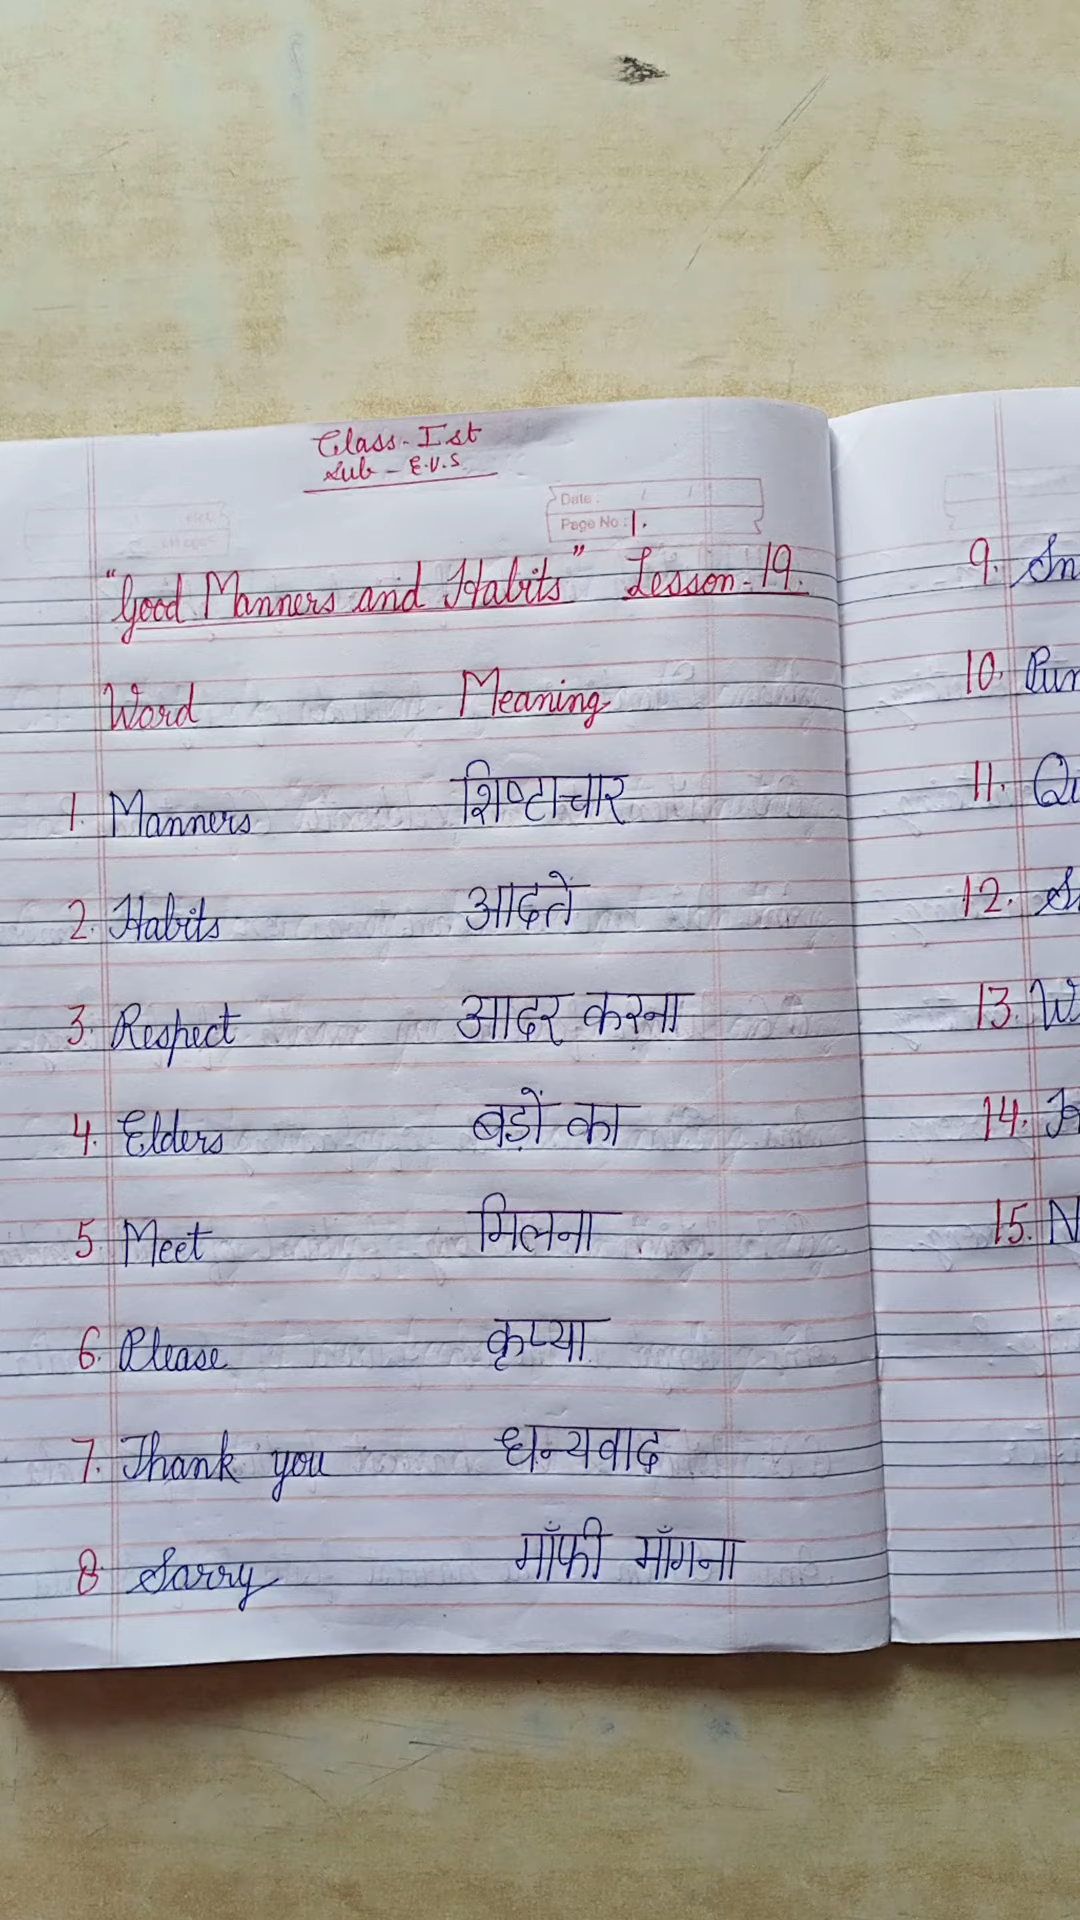 Class - Ist
Sub - E.V.S
Date : / /
Page No : 1.
"Good Manners and Habits" Lesson - 19.
Word Meaning
1. Manners शिष्टाचार
2. Habits आदतें
3. Respect आदर करना
4. Elders बड़ों का
5. Meet मिलना
6. Please कृप्या
7. Thank you धन्यवाद
8. Sorry माँफी माँगना
9.
10.
11.
12.
13.
14.
15.